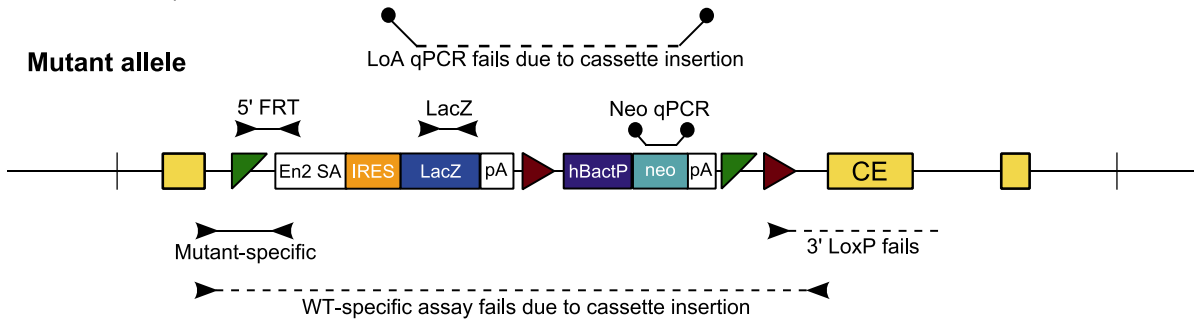 LoA qPCR fails due to cassette insertion
Mutant allele
5' FRT
LacZ
Neo qPCR
En2 SA IRES LacZ pA hBactP neo pA CE
Mutant-specific
3' LoxP fails
WT-specific assay fails due to cassette insertion